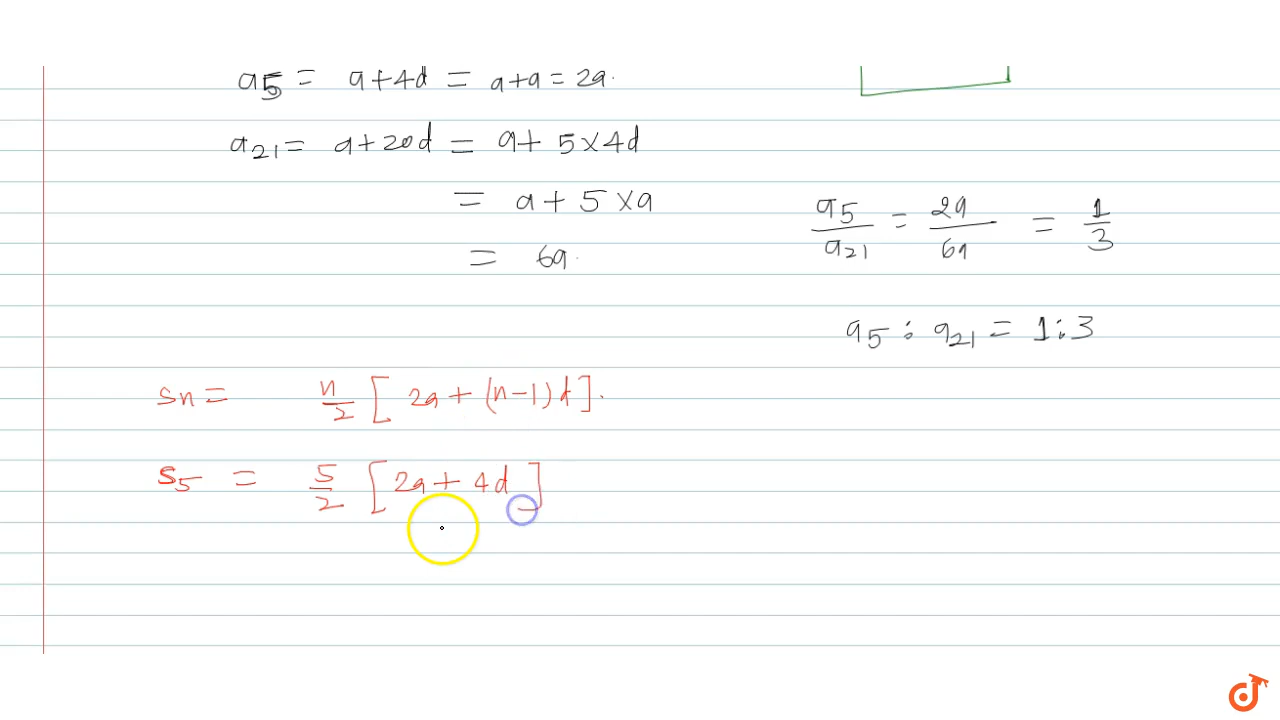 a5 = a+4d = a+a = 2a.
a21 = a+20d = a+ 5×4d
= a+ 5×a
= 6a.
a5/a21 = 2a/6a = 1/3
a5 : a21 = 1:3
Sn = n/2 [ 2a+ (n-1)d].
S5 = 5/2 [ 2a+ 4d ]